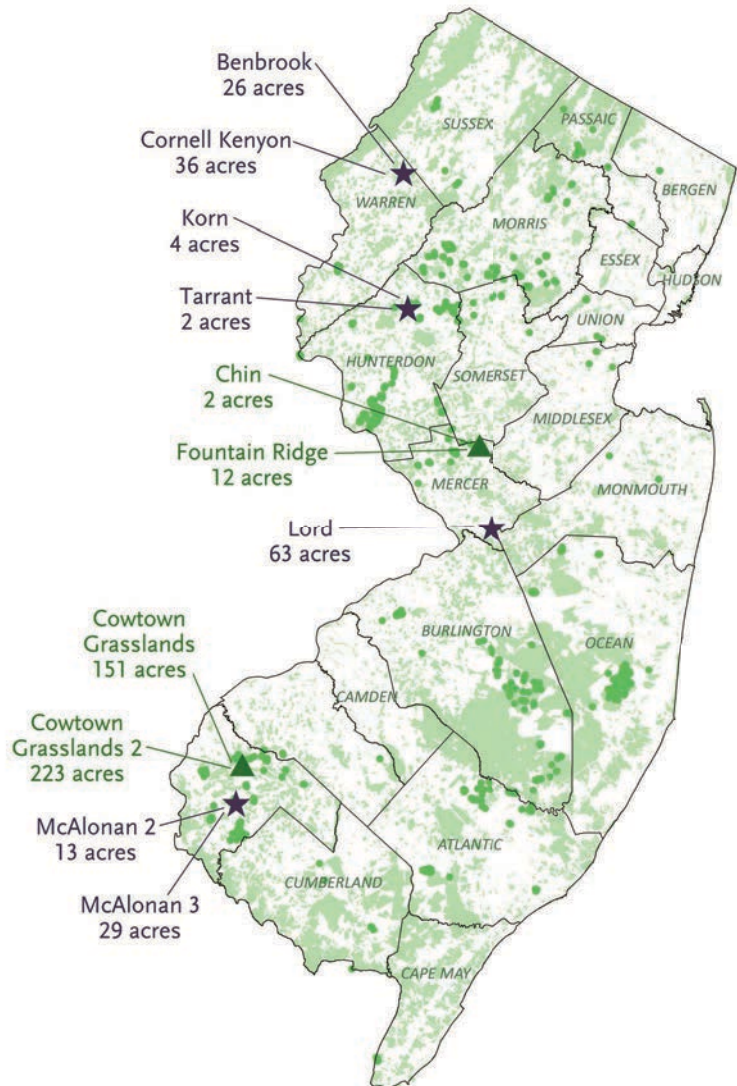 Benbrook
26 acres
Cornell Kenyon
36 acres
Korn
4 acres
Tarrant
2 acres
Chin
2 acres
Fountain Ridge
12 acres
Lord
63 acres
Cowtown
Grasslands
151 acres
Cowtown
Grasslands 2
223 acres
McAlonan 2
13 acres
McAlonan 3
29 acres
SUSSEX
PASSAIC
BERGEN
WARREN
MORRIS
ESSEX
HUDSON
UNION
HUNTERDON
SOMERSET
MIDDLESEX
MERCER
MONMOUTH
BURLINGTON
OCEAN
CAMDEN
ATLANTIC
CUMBERLAND
CAPE MAY